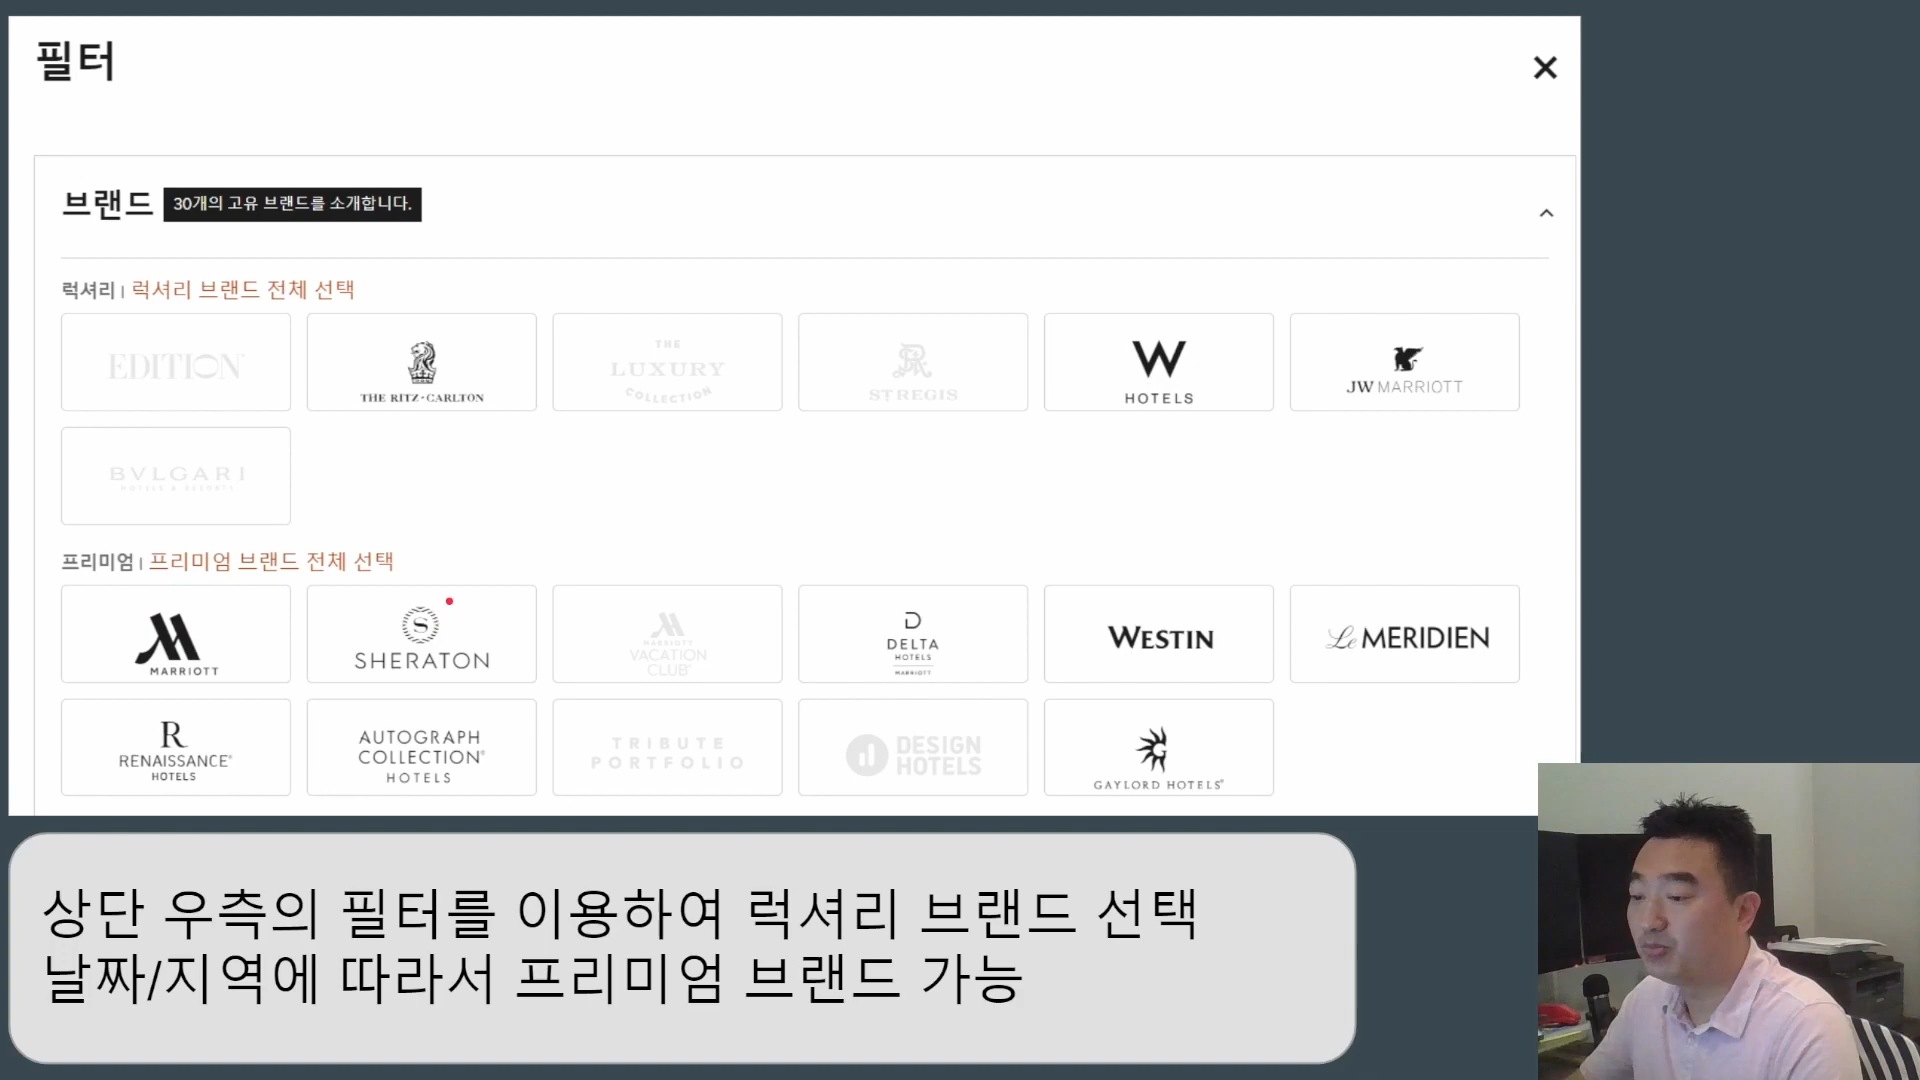 필터
브랜드 30개의 고유 브랜드를 소개합니다.
럭셔리 | 럭셔리 브랜드 전체 선택
EDITION
THE RITZ-CARLTON
THE LUXURY COLLECTION
ST REGIS
W HOTELS
JW MARRIOTT
BVLGARI
HOTELS & RESORTS
프리미엄 | 프리미엄 브랜드 전체 선택
MARRIOTT
S
SHERATON
MARRIOTT
VACATION
CLUB
D
DELTA
HOTELS
MARRIOTT
WESTIN
Le MERIDIEN
R
RENAISSANCE®
HOTELS
AUTOGRAPH
COLLECTION®
HOTELS
TRIBUTE
PORTFOLIO
DESIGN
HOTELS
G
GAYLORD HOTELS®
상단 우측의 필터를 이용하여 럭셔리 브랜드 선택
날짜/지역에 따라서 프리미엄 브랜드 가능